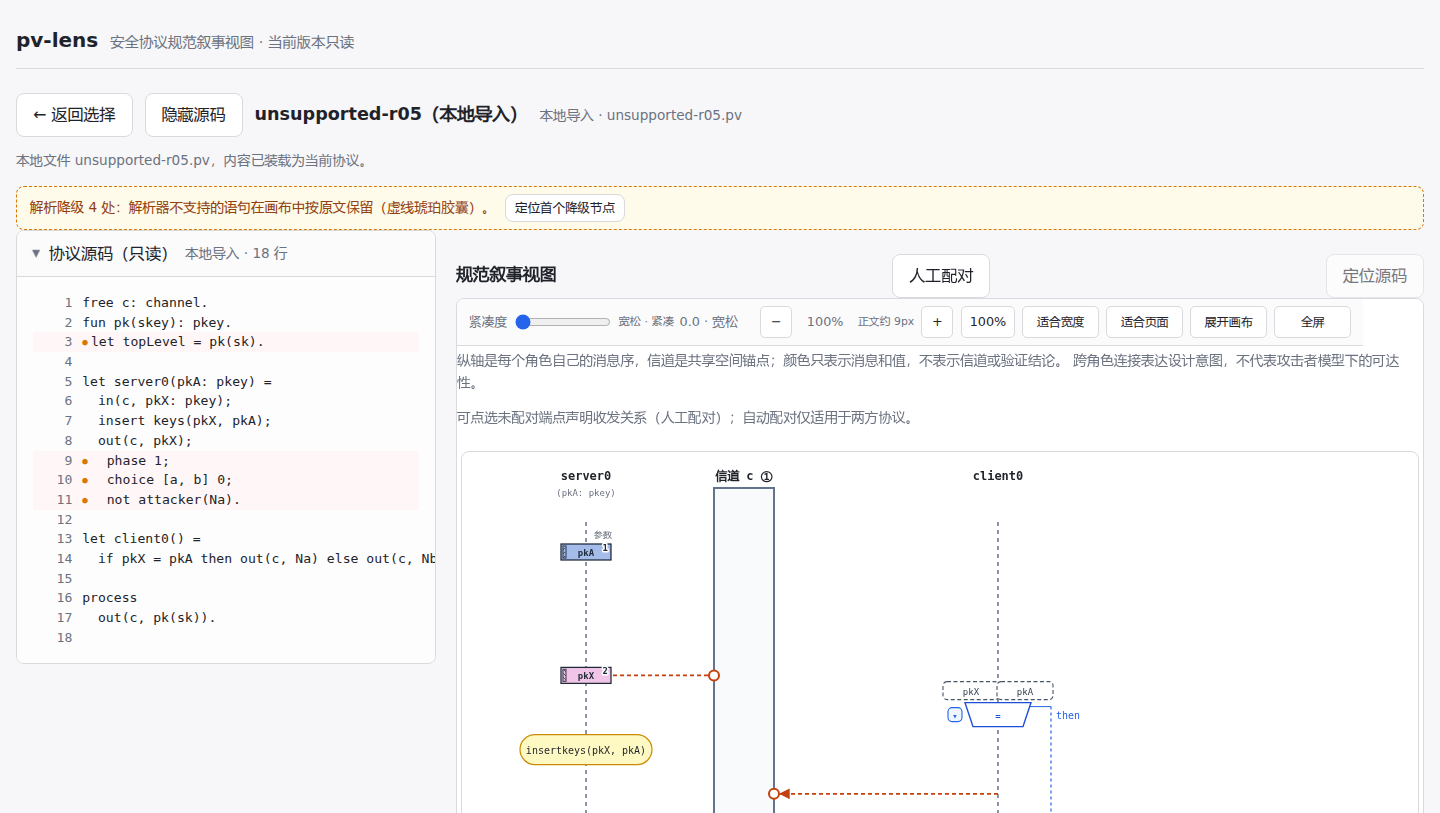 pv-lens 安全协议规范叙事视图 · 当前版本只读
← 返回选择 隐藏源码 unsupported-r05（本地导入） 本地导入 · unsupported-r05.pv
本地文件 unsupported-r05.pv，内容已装载为当前协议。
解析降级 4 处：解析器不支持的语句在画布中按原文保留（虚线琥珀胶囊）。 定位首个降级节点
▼ 协议源码（只读） 本地导入 · 18 行
1 free c: channel.
2 fun pk(skey): pkey.
3 let topLevel = pk(sk).
4
5 let server0(pkA: pkey) =
6 in(c, pkX: pkey);
7 insert keys(pkX, pkA);
8 out(c, pkX);
9 phase 1;
10 choice [a, b] 0;
11 not attacker(Na).
12
13 let client0() =
14 if pkX = pkA then out(c, Na) else out(c, Nb
15
16 process
17 out(c, pk(sk)).
18
规范叙事视图 人工配对 定位源码
紧凑度 宽松 · 紧凑 0.0 · 宽松 − 100% 正文约 9px + 100% 适合宽度 适合页面 展开画布 全屏
纵轴是每个角色自己的消息序，信道是共享空间锚点；颜色只表示消息和值，不表示信道或验证结论。 跨角色连接表达设计意图，不代表攻击者模型下的可达
性。
可点选未配对端点声明收发关系（人工配对）；自动配对仅适用于两方协议。
server0 信道 c ① client0
(pkA: pkey)
参数
pkA 1
pkX 2
pkX pkA
▾ = then
insertkeys(pkX, pkA)